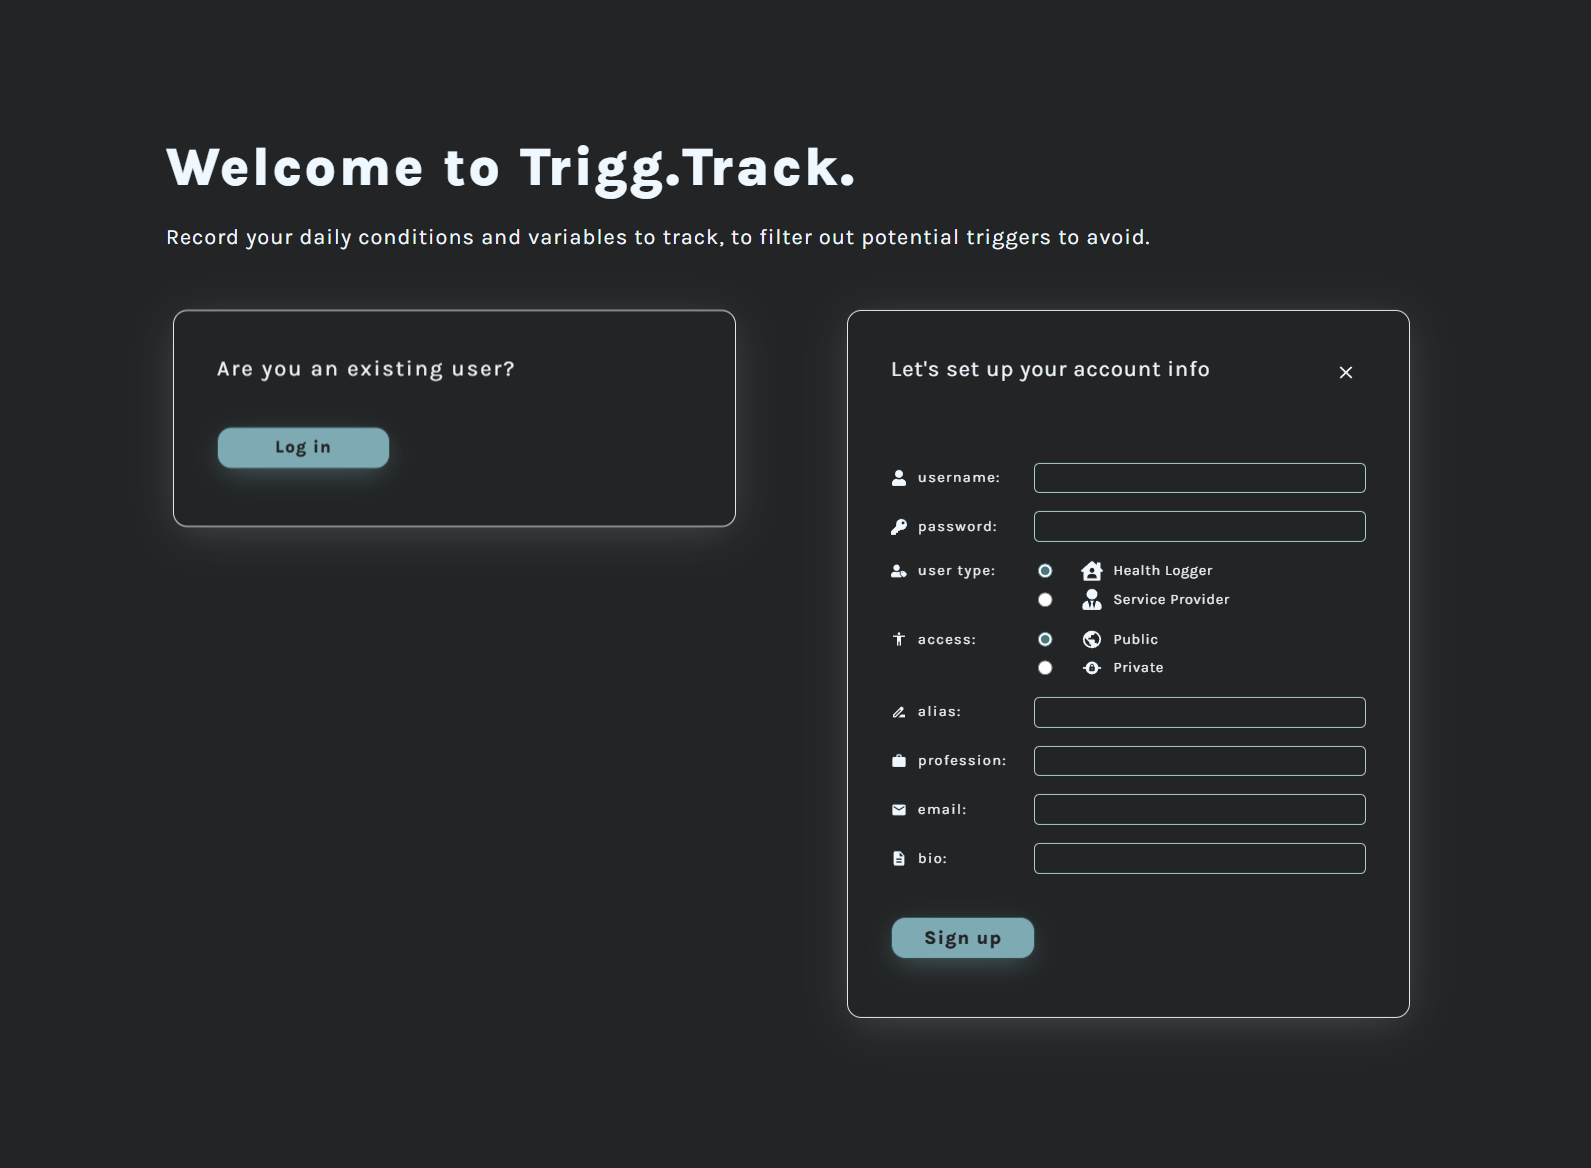 Welcome to Trigg.Track.
Record your daily conditions and variables to track, to filter out potential triggers to avoid.
Are you an existing user?
Log in
Let's set up your account info
username:
password:
user type:
Health Logger
Service Provider
access:
Public
Private
alias:
profession:
email:
bio:
Sign up